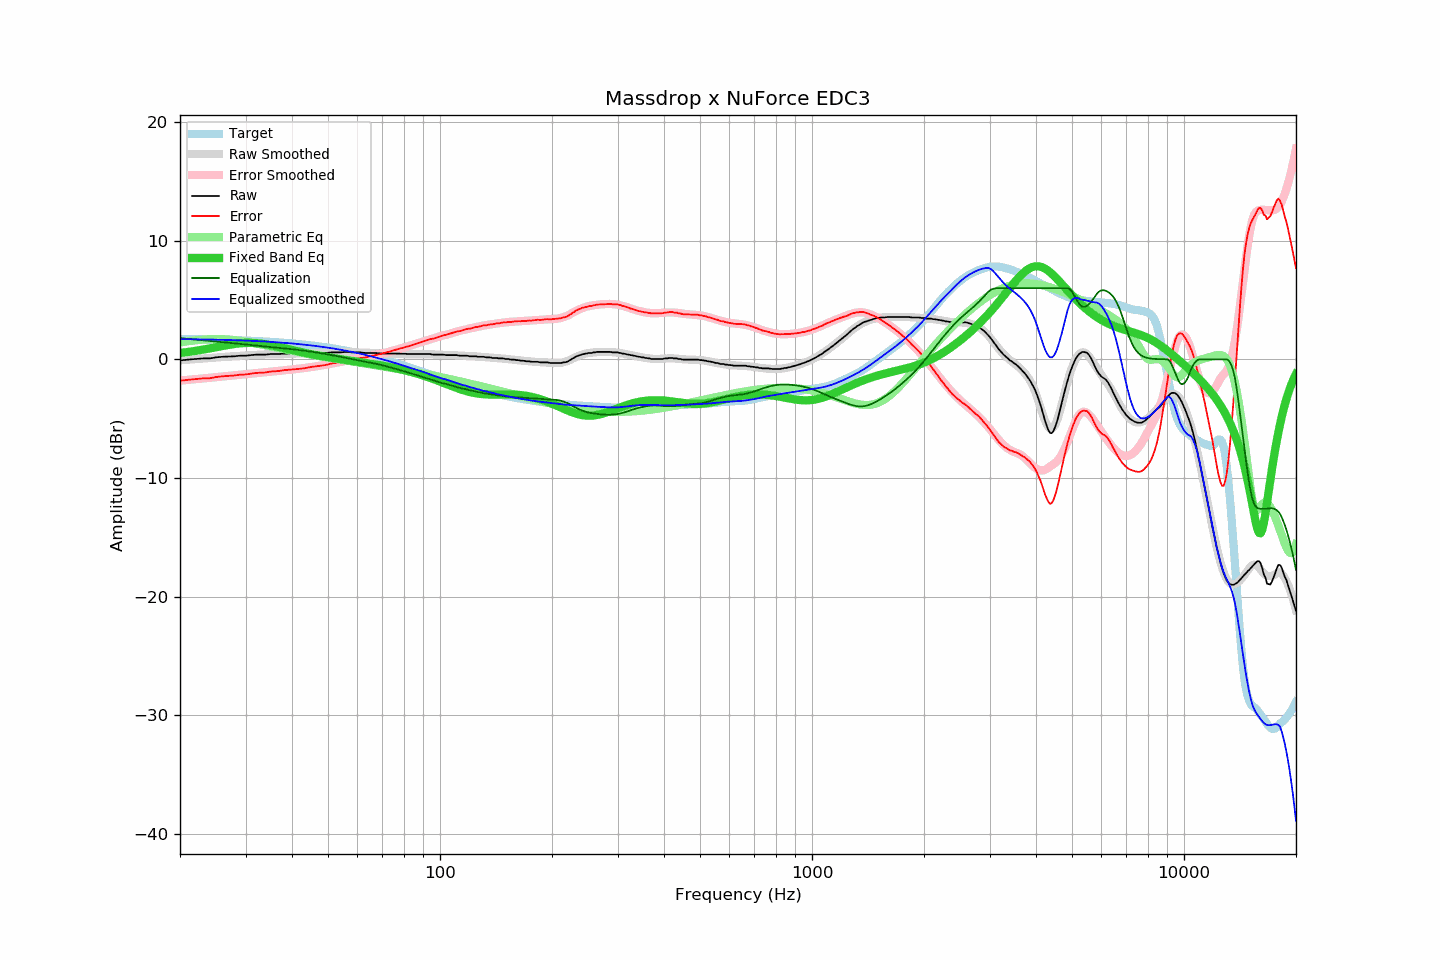 Massdrop x NuForce EDC3
Target
Raw Smoothed
Error Smoothed
Raw
Error
Parametric Eq
Fixed Band Eq
Equalization
Equalized smoothed
20
10
0
−10
−20
−30
−40
Amplitude (dBr)
100
1000
10000
Frequency (Hz)